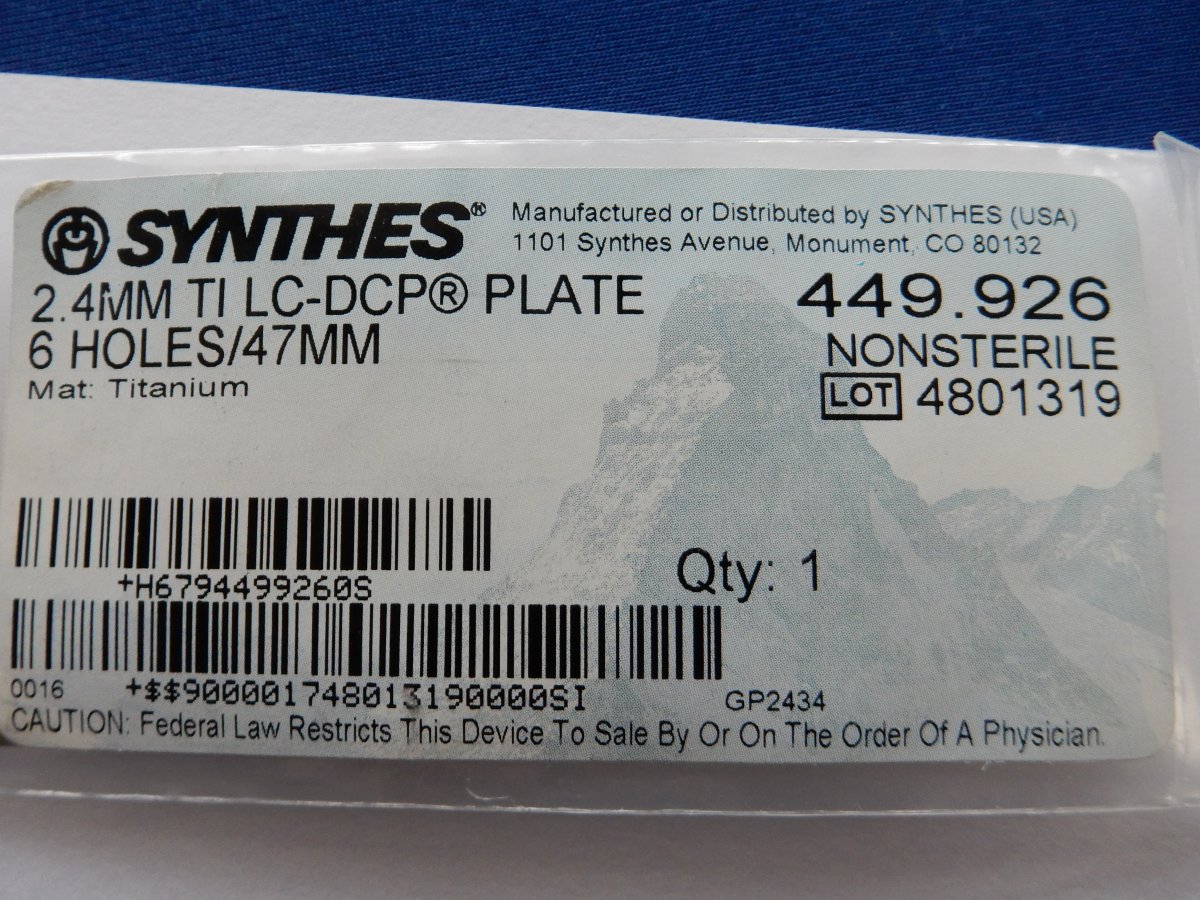 SYNTHES® Manufactured or Distributed by SYNTHES (USA)
1101 Synthes Avenue, Monument, CO 80132
2.4MM TI LC-DCP® PLATE 449.926
6 HOLES/47MM NONSTERILE
Mat: Titanium LOT 4801319
+H6794499260S
Qty: 1
0016 +$$900001748013190000SI GP2434
CAUTION: Federal Law Restricts This Device To Sale By Or On The Order Of A Physician.